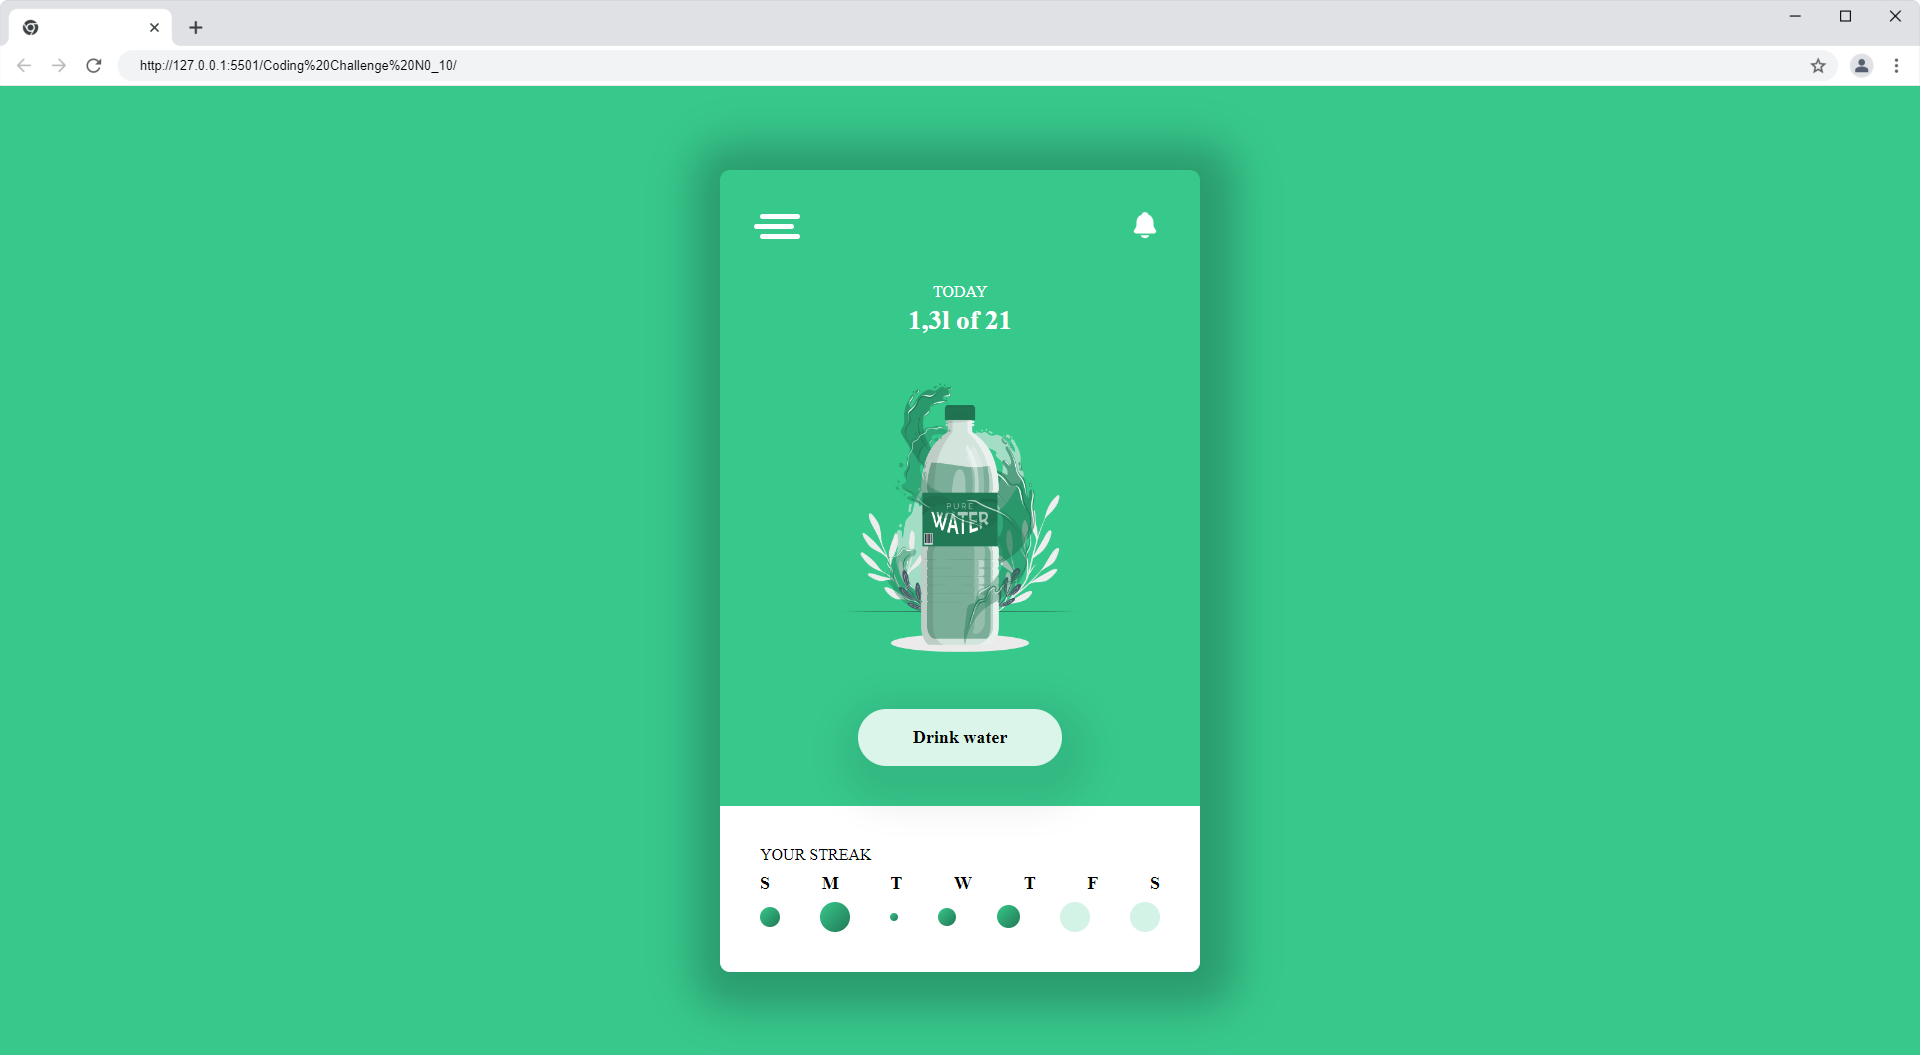 http://127.0.0.1:5501/Coding%20Challenge%20N0_10/
TODAY
1,3l of 21
PURE
WATER
Drink water
YOUR STREAK
S M T W T F S